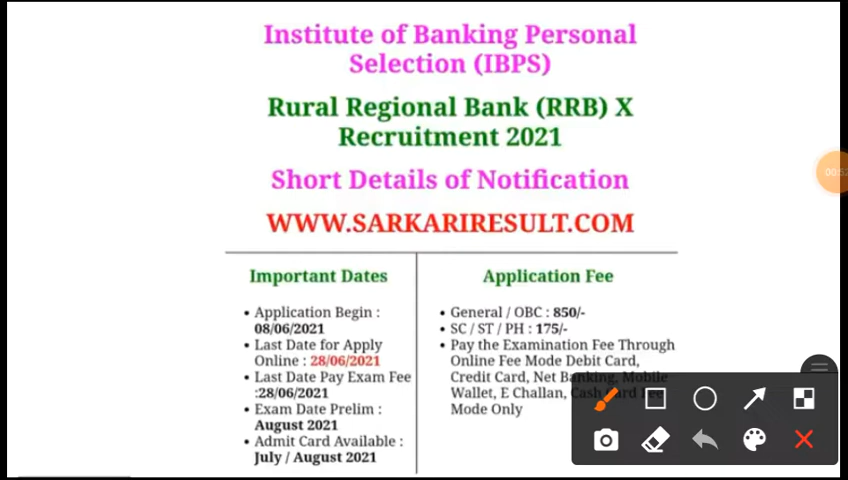 Institute of Banking Personal
Selection (IBPS)
Rural Regional Bank (RRB) X
Recruitment 2021
Short Details of Notification
WWW.SARKARIRESULT.COM
Important Dates
• Application Begin :
08/06/2021
• Last Date for Apply
Online : 28/06/2021
• Last Date Pay Exam Fee
:28/06/2021
• Exam Date Prelim :
August 2021
• Admit Card Available :
July / August 2021
Application Fee
• General / OBC : 850/-
• SC / ST / PH : 175/-
• Pay the Examination Fee Through
Online Fee Mode Debit Card,
Credit Card, Net Banking, Mobile
Wallet, E Challan, Cash Card Fee
Mode Only